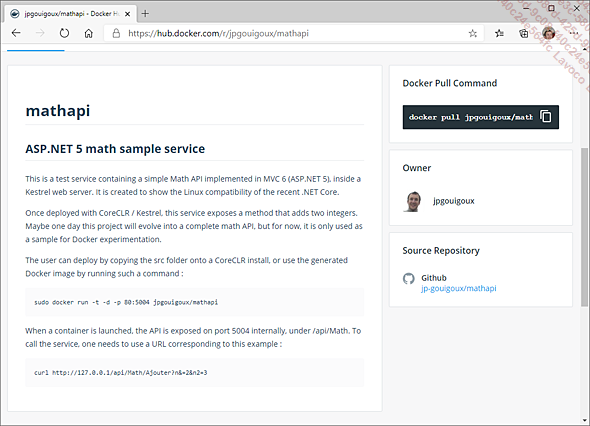 jpgouigoux/mathapi - Docker Hu
https://hub.docker.com/r/jpgouigoux/mathapi
mathapi
ASP.NET 5 math sample service
This is a test service containing a simple Math API implemented in MVC 6 (ASP.NET 5), inside a
Kestrel web server. It is created to show the Linux compatibility of the recent .NET Core.
Once deployed with CoreCLR / Kestrel, this service exposes a method that adds two integers.
Maybe one day this project will evolve into a complete math API, but for now, it is only used as
a sample for Docker experimentation.
The user can deploy by copying the src folder onto a CoreCLR install, or use the generated
Docker image by running such a command :
sudo docker run -t -d -p 80:5004 jpgouigoux/mathapi
When a container is launched, the API is exposed on port 5004 internally, under /api/Math. To
call the service, one needs to use a URL corresponding to this example :
curl http://127.0.0.1/api/Math/Ajouter?n&=2&n2=3
Docker Pull Command
docker pull jpgouigoux/math
Owner
jpgouigoux
Source Repository
Github
jp-gouigoux/mathapi